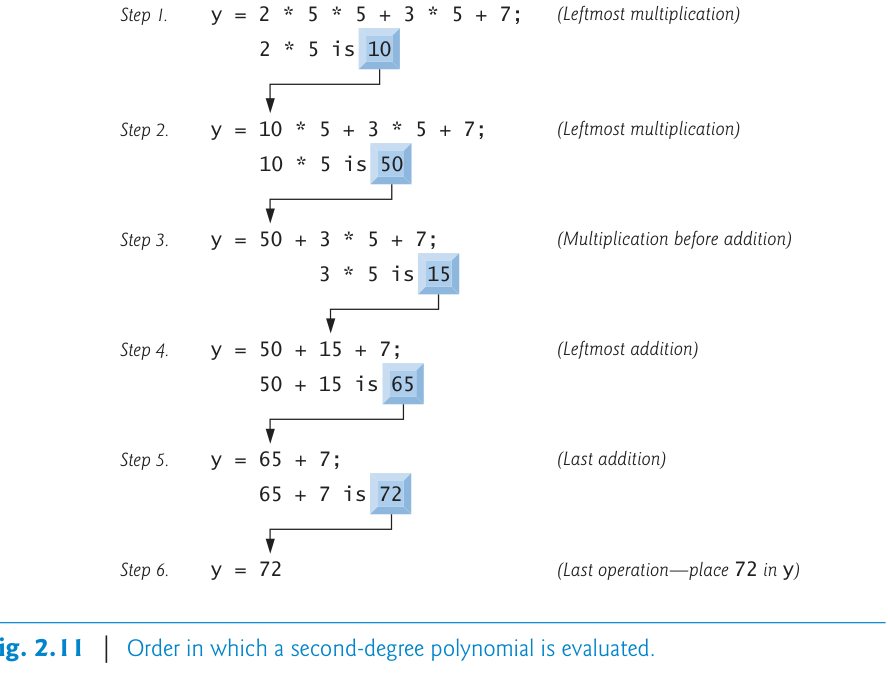 Step 1. y = 2 * 5 * 5 + 3 * 5 + 7; (Leftmost multiplication)
2 * 5 is 10
Step 2. y = 10 * 5 + 3 * 5 + 7; (Leftmost multiplication)
10 * 5 is 50
Step 3. y = 50 + 3 * 5 + 7; (Multiplication before addition)
3 * 5 is 15
Step 4. y = 50 + 15 + 7; (Leftmost addition)
50 + 15 is 65
Step 5. y = 65 + 7; (Last addition)
65 + 7 is 72
Step 6. y = 72 (Last operation—place 72 in y)
ig. 2.11 | Order in which a second-degree polynomial is evaluated.